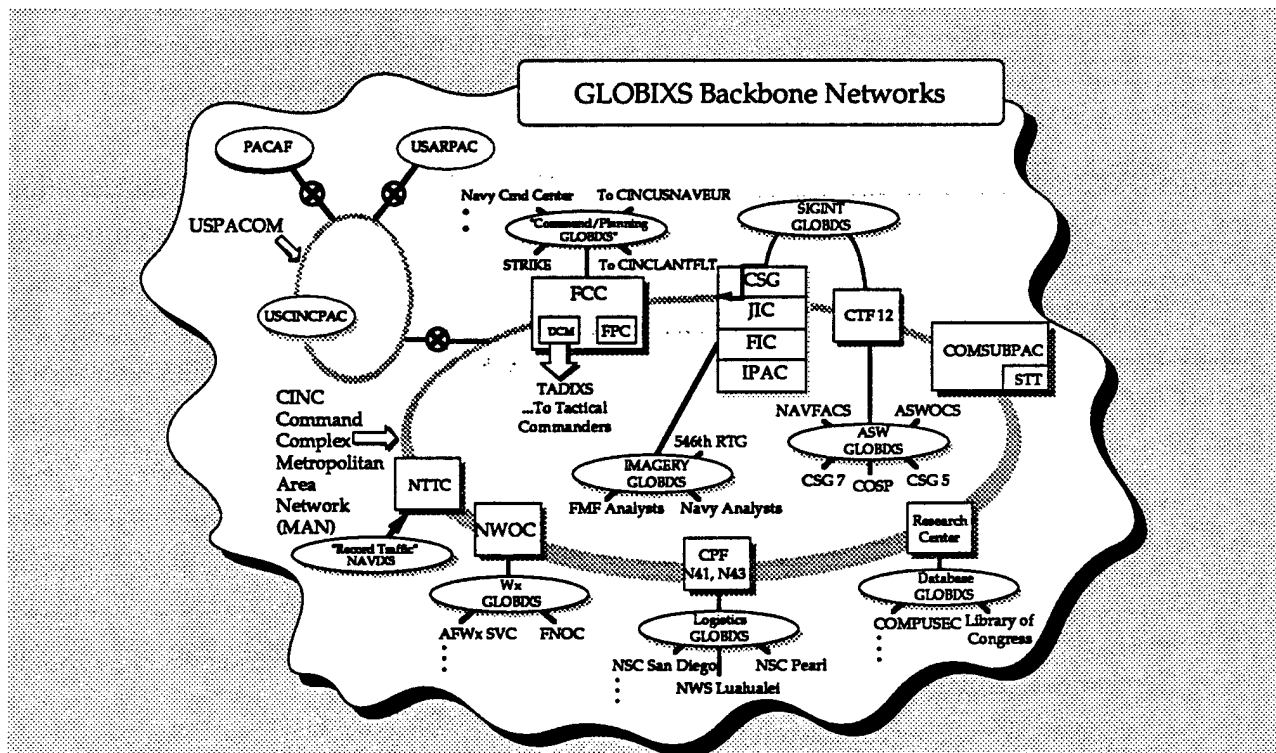 GLOBIXS Backbone Networks
PACAF
USARPAC
USPACOM
USCINCPAC
Navy Cmd Center
To CINCUSNAVEUR
"Command/Planning
GLOBIXS"
STRIKE
To CINCLANTFLT
FCC
DCM
FPC
TADIXS
...To Tactical
Commanders
SIGINT
GLOBIXS
CSG
JIC
FIC
IPAC
CTF 12
COMSUBPAC
STT
NAVFACS
ASWOCS
ASW
GLOBIXS
CSG 7
COSP
CSG 5
546th RTG
IMAGERY
GLOBIXS
FMF Analysts
Navy Analysts
CINC
Command
Complex
Metropolitan
Area
Network
(MAN)
NTTC
"Record Traffic"
NAVIXS
NWOC
Wx
GLOBIXS
AFWx SVC
FNOC
CPF
N41, N43
Logistics
GLOBIXS
NSC San Diego
NSC Pearl
NWS Lualualei
Research
Center
Database
GLOBIXS
COMPUSEC
Library of
Congress